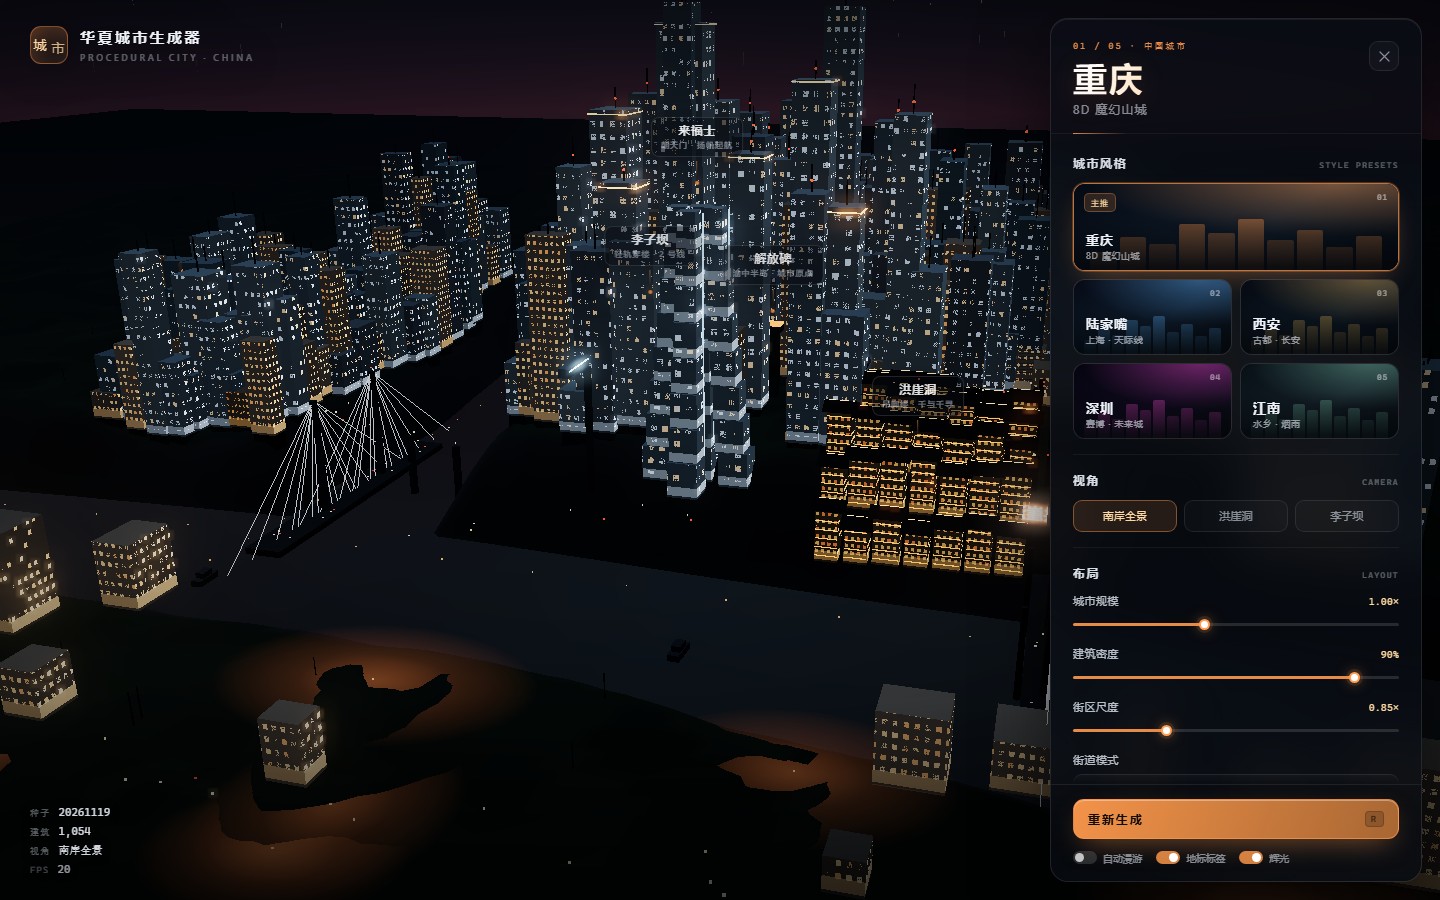 城市
华夏城市生成器
PROCEDURAL CITY · CHINA
来福士
李子坝
解放碑
洪崖洞
种子 20261119
建筑 1,054
视角 南岸全景
FPS 20
01 / 05 · 中国城市
重庆
8D 魔幻山城
城市风格 STYLE PRESETS
主推 01
重庆
8D 魔幻山城
02
陆家嘴
上海 · 天际线
03
西安
古都 · 长安
04
深圳
赛博 · 未来城
05
江南
水乡 · 烟雨
视角 CAMERA
南岸全景 洪崖洞 李子坝
布局 LAYOUT
城市规模 1.00×
建筑密度 90%
街区尺度 0.85×
街道模式
重新生成 R
自动漫游 地标标签 辉光